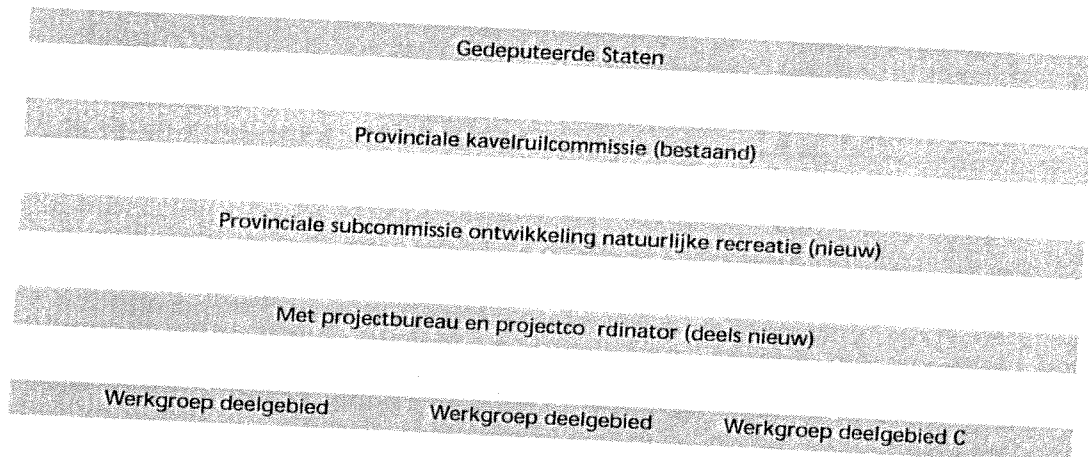 Gedeputeerde Staten
Provinciale kavelruilcommissie (bestaand)
Provinciale subcommissie ontwikkeling natuurlijke recreatie (nieuw)
Met projectbureau en projectco rdinator (deels nieuw)
Werkgroep deelgebied Werkgroep deelgebied Werkgroep deelgebied C